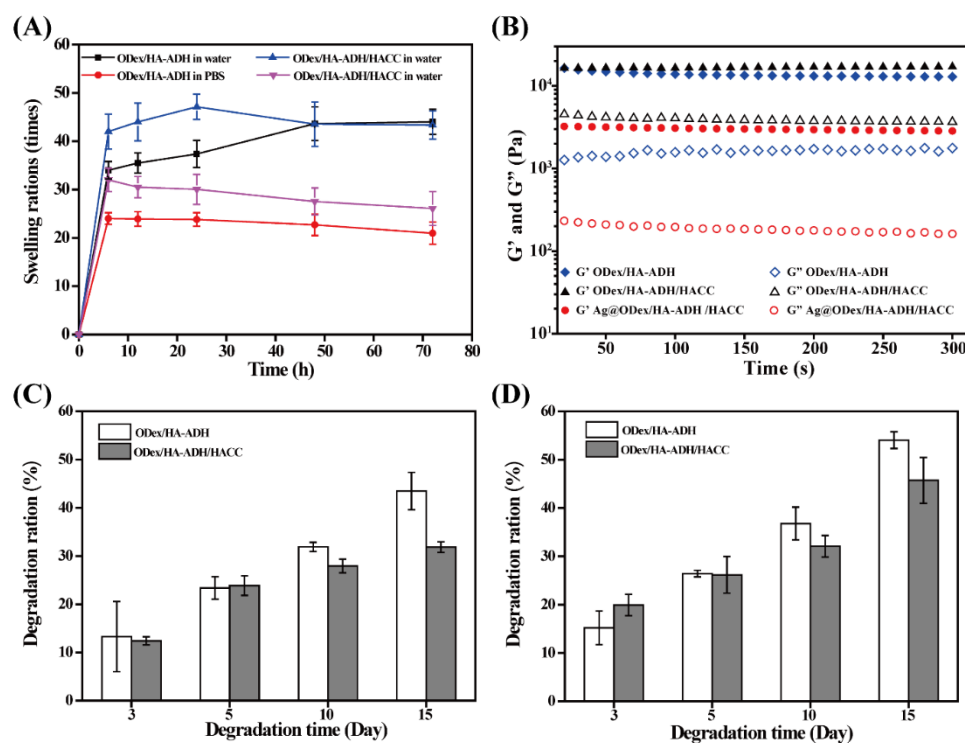 (A)
60
50
40
30
20
10
0
Swelling rations (times)
ODex/HA-ADH in water
ODex/HA-ADH/HACC in water
ODex/HA-ADH in PBS
ODex/HA-ADH/HACC in water
0 10 20 30 40 50 60 70 80
Time (h)
(B)
10⁴
10³
10²
10¹
G' and G" (Pa)
G' ODex/HA-ADH
G" ODex/HA-ADH
G' ODex/HA-ADH/HACC
G" ODex/HA-ADH/HACC
G' Ag@ODex/HA-ADH /HACC
G" Ag@ODex/HA-ADH/HACC
50 100 150 200 250 300
Time (s)
(C)
60
50
40
30
20
10
0
Degradation ration (%)
ODex/HA-ADH
ODex/HA-ADH/HACC
3 5 10 15
Degradation time (Day)
(D)
60
50
40
30
20
10
0
Degradation ration (%)
ODex/HA-ADH
ODex/HA-ADH/HACC
3 5 10 15
Degradation time (Day)